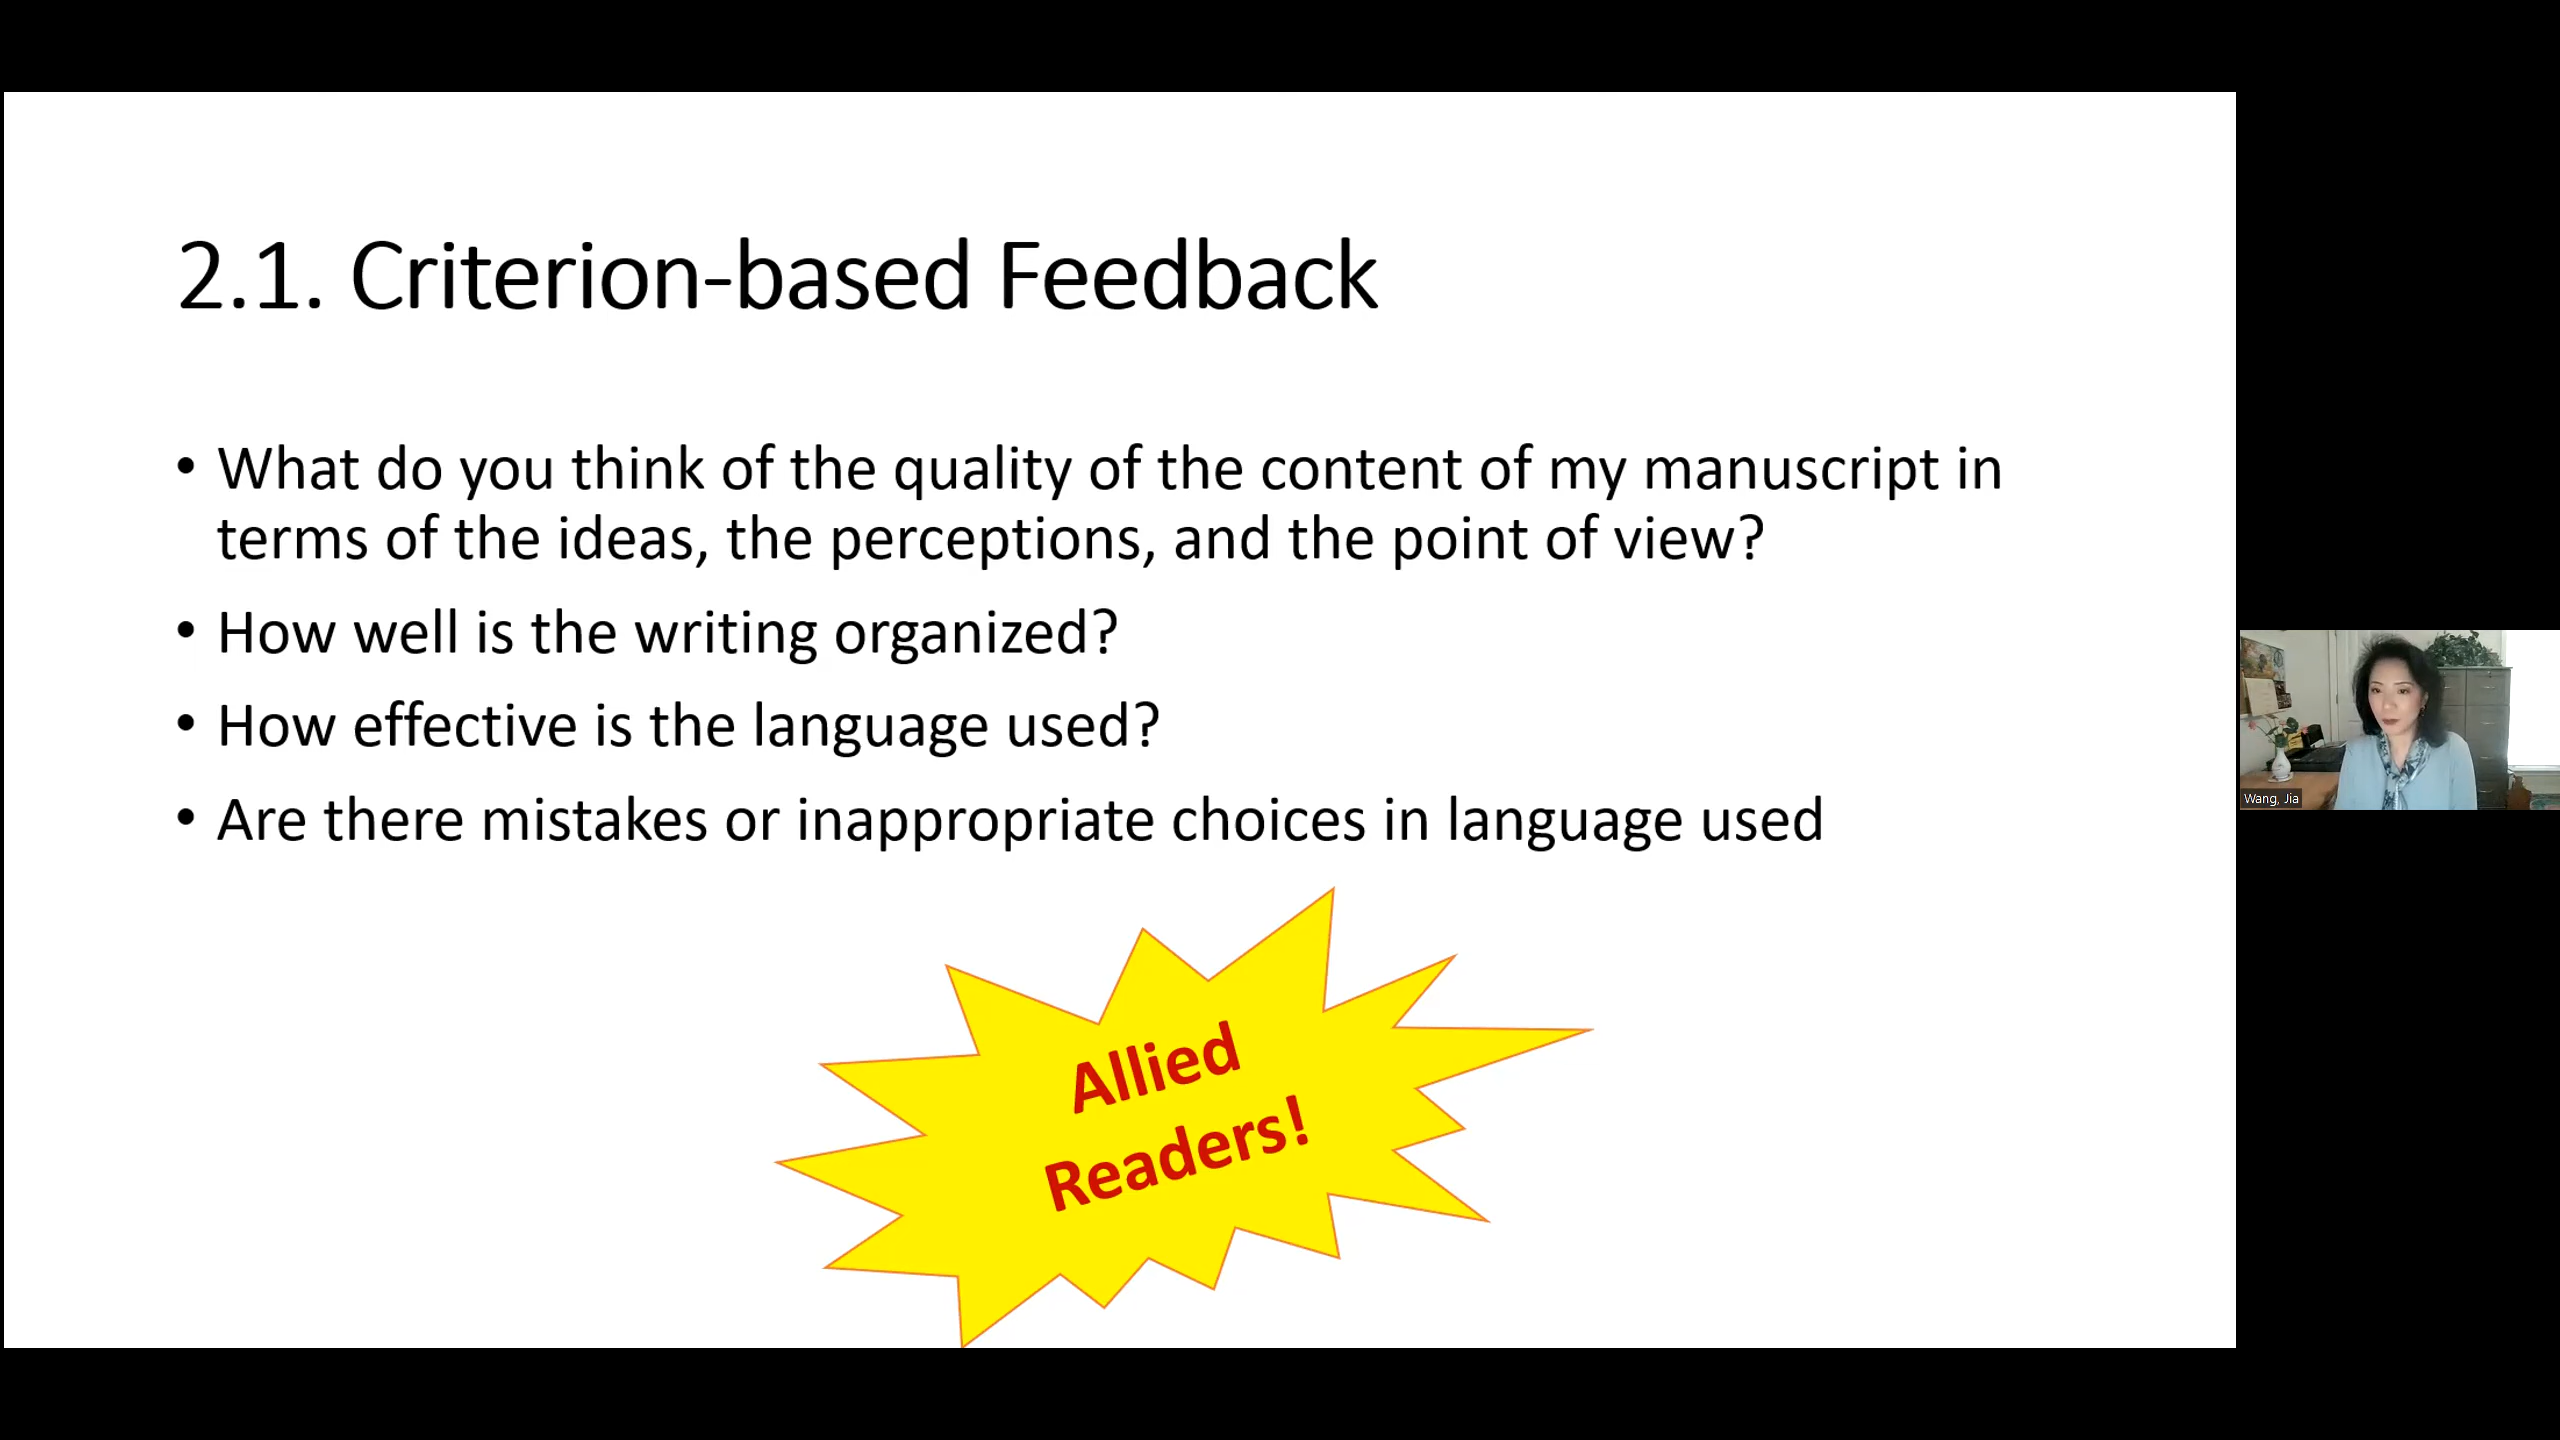 2.1. Criterion-based Feedback
• What do you think of the quality of the content of my manuscript in
terms of the ideas, the perceptions, and the point of view?
• How well is the writing organized?
• How effective is the language used?
• Are there mistakes or inappropriate choices in language used
Allied
Readers!
Wang, Jia